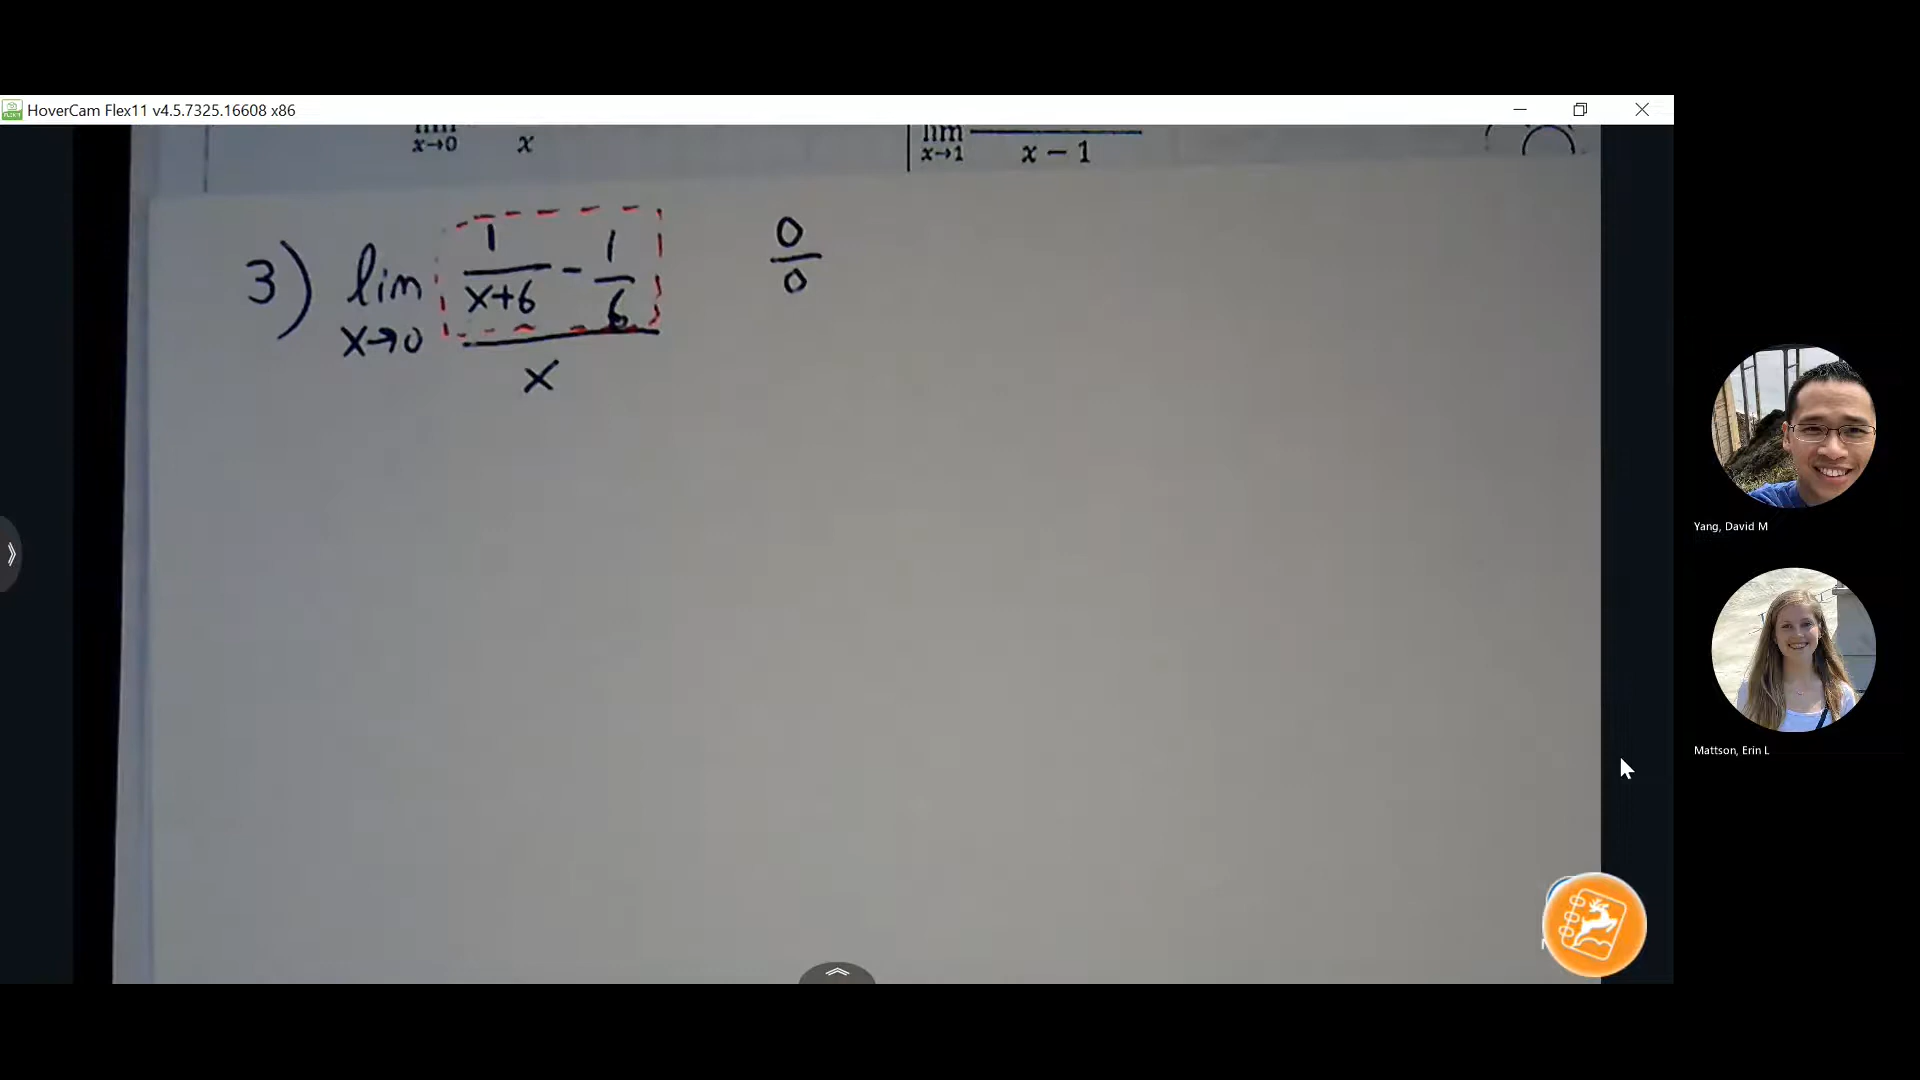 HoverCam Flex11 v4.5.7325.16608 x86
lim
x→0 x
lim
x→1 x − 1
3) lim 1/(x+6) − 1/6 0/0
x→0 x
Yang, David M
Mattson, Erin L